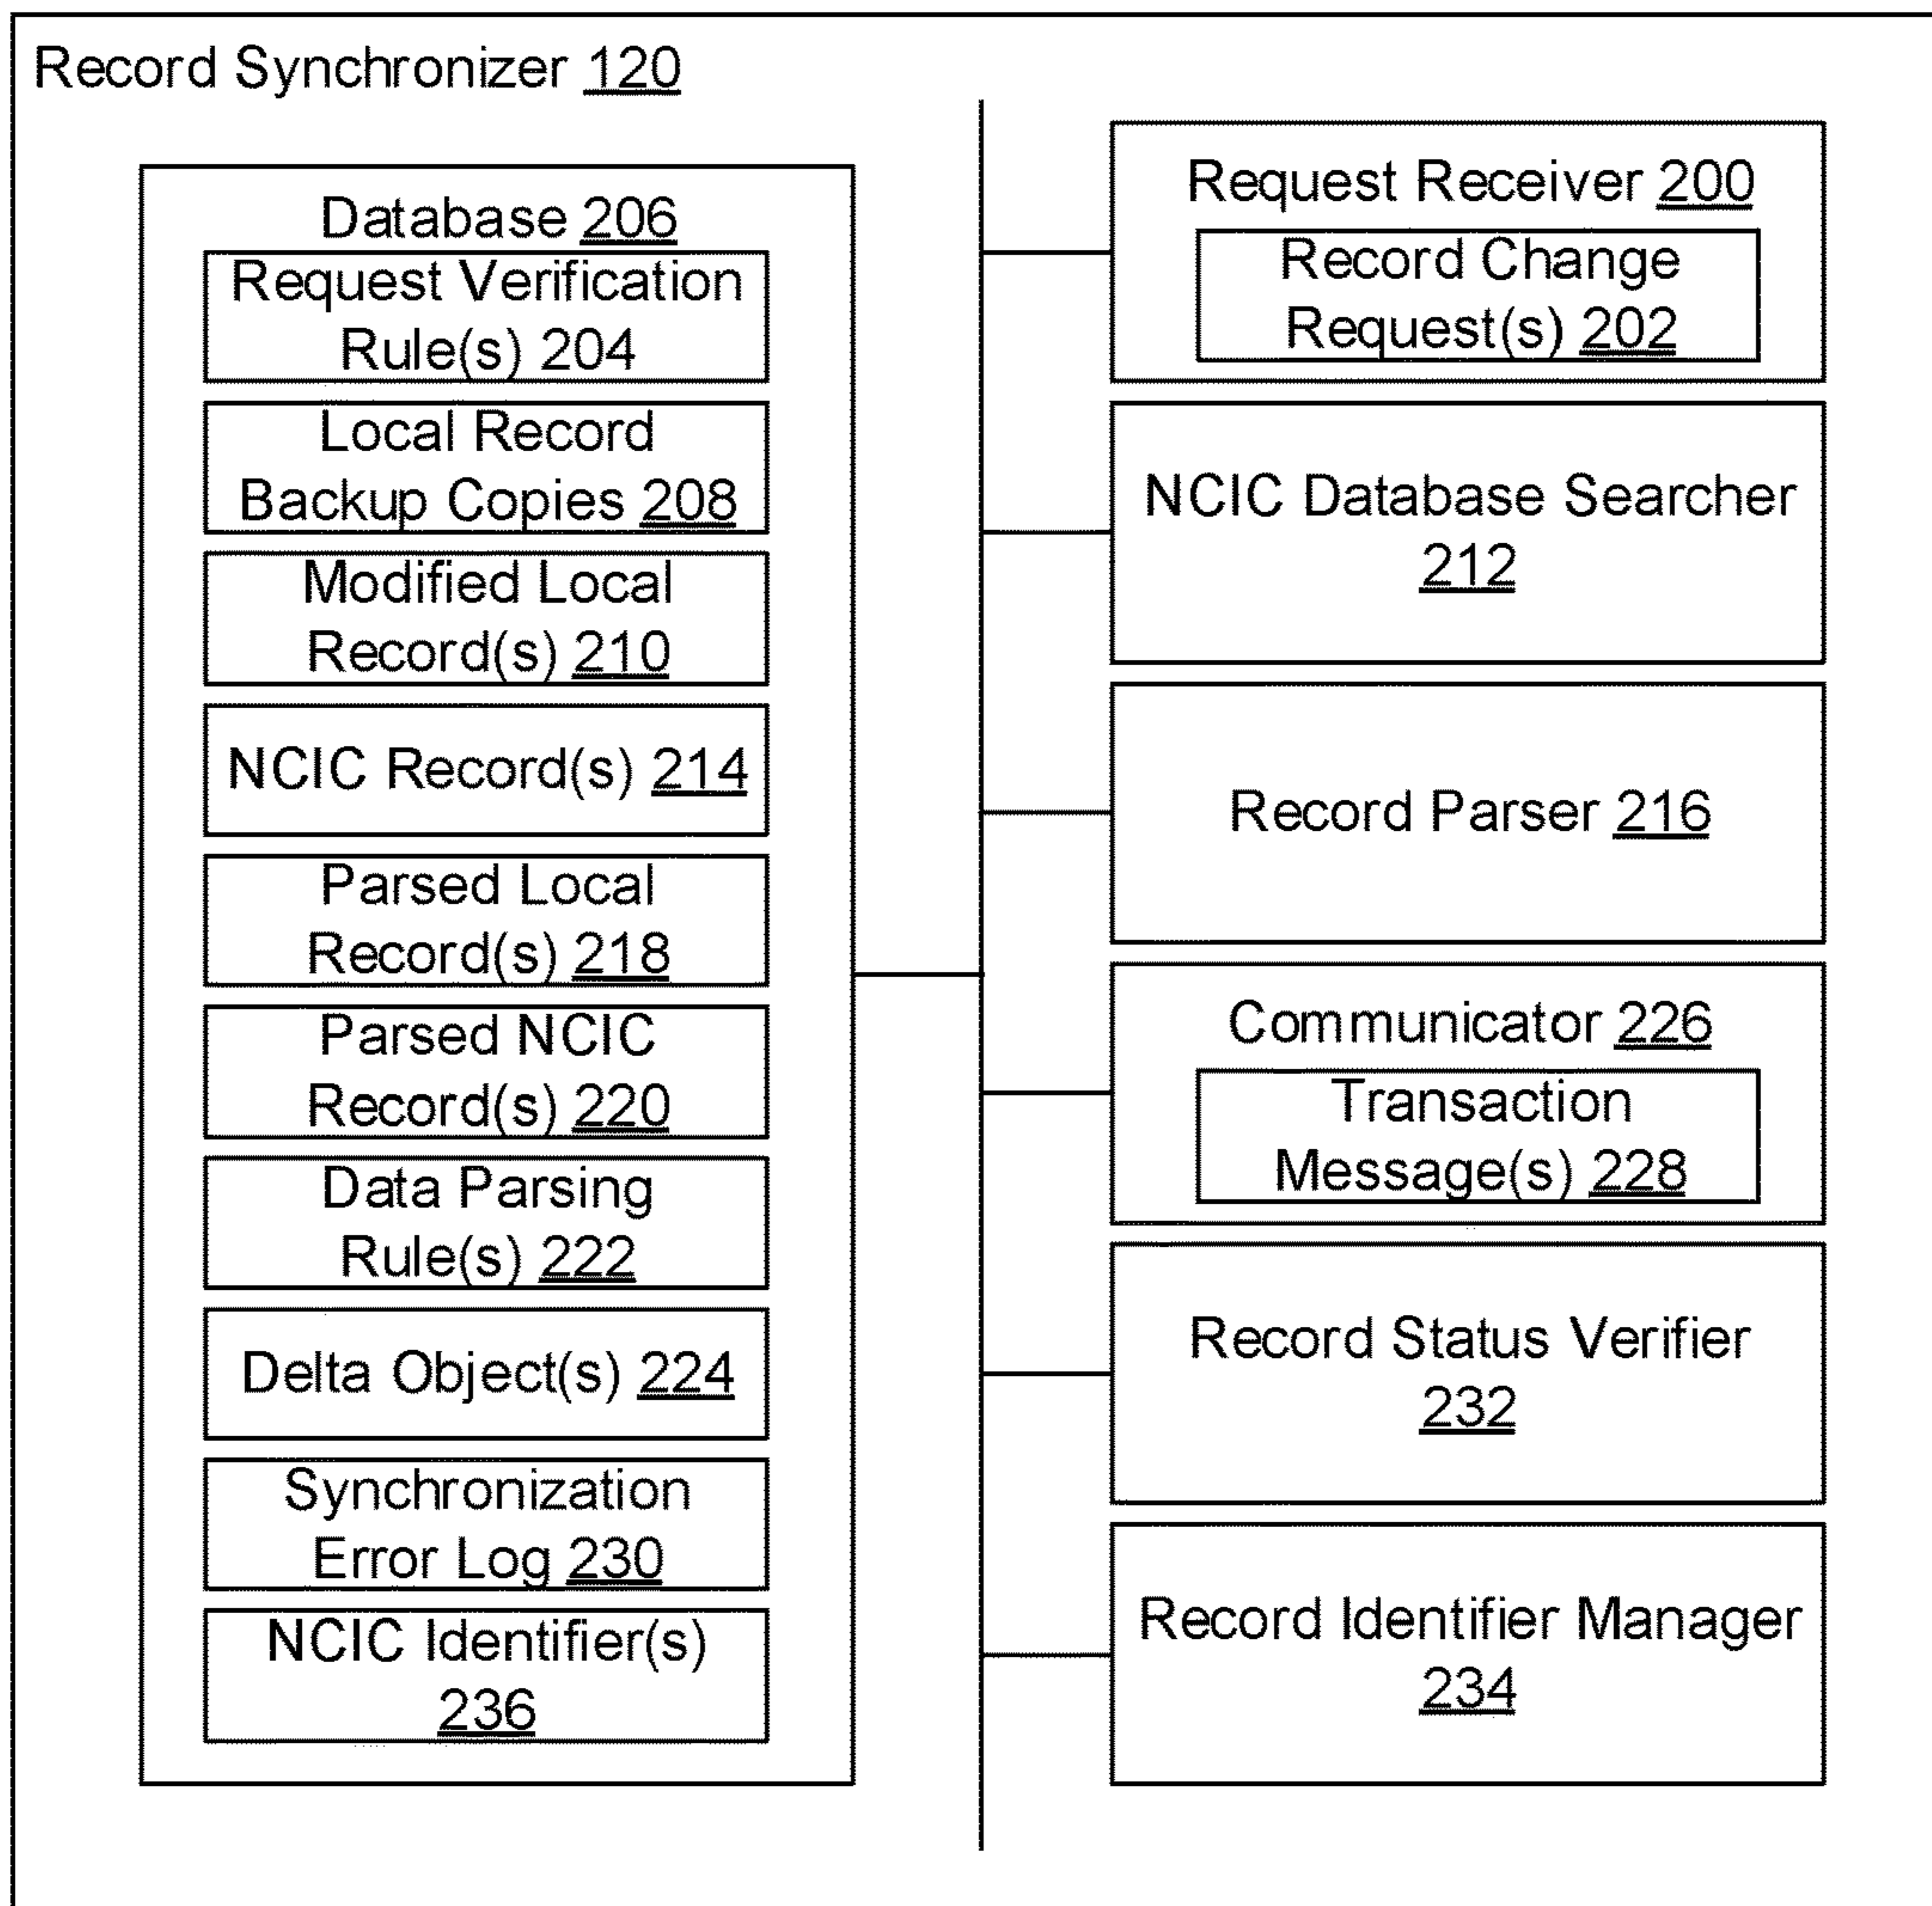 Record Synchronizer 120
Database 206
Request Verification
Rule(s) 204
Local Record
Backup Copies 208
Modified Local
Record(s) 210
NCIC Record(s) 214
Parsed Local
Record(s) 218
Parsed NCIC
Record(s) 220
Data Parsing
Rule(s) 222
Delta Object(s) 224
Synchronization
Error Log 230
NCIC Identifier(s)
236
Request Receiver 200
Record Change
Request(s) 202
NCIC Database Searcher
212
Record Parser 216
Communicator 226
Transaction
Message(s) 228
Record Status Verifier
232
Record Identifier Manager
234